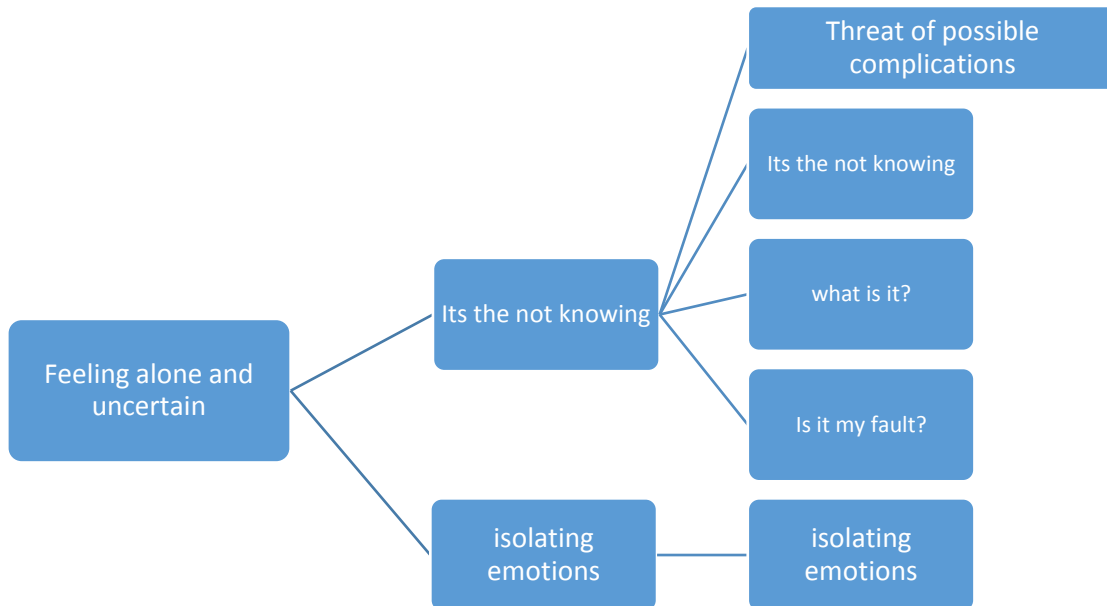 Threat of possible
complications
Its the not knowing
Its the not knowing
what is it?
Feeling alone and
uncertain
Is it my fault?
isolating
emotions
isolating
emotions